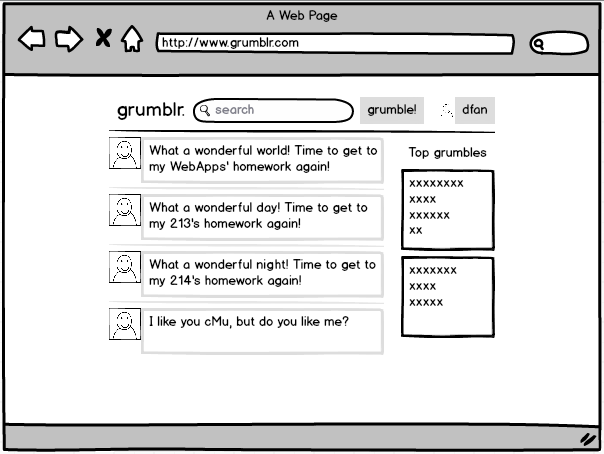 A Web Page
http://www.grumblr.com
grumblr.
search
grumble!
dfan
What a wonderful world! Time to get to
my WebApps' homework again!
What a wonderful day! Time to get to
my 213's homework again!
What a wonderful night! Time to get to
my 214's homework again!
I like you cMu, but do you like me?
Top grumbles
xxxxxxxx
xxxx
xxxxxx
xx
xxxxxxx
xxxx
xxxxx